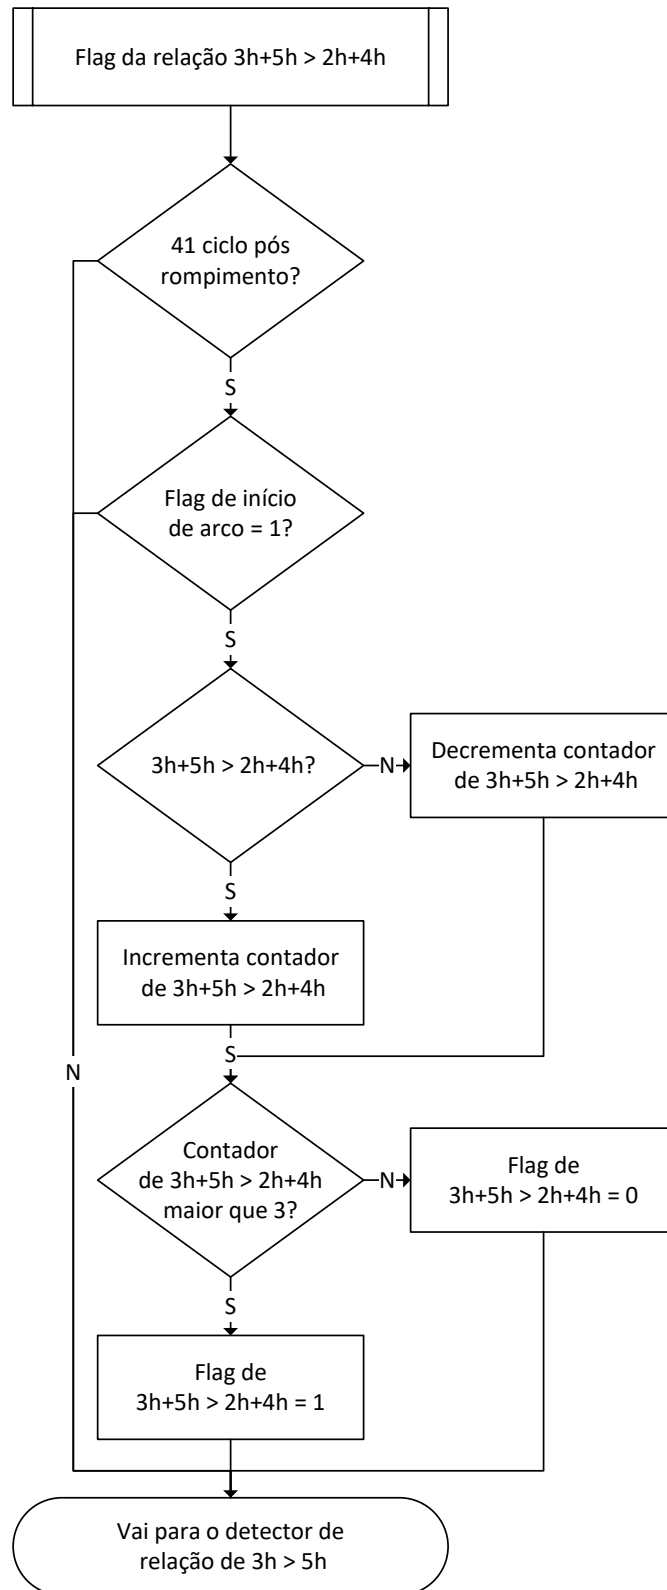 Flag da relação 3h+5h > 2h+4h
41 ciclo pós
rompimento?
S
Flag de início
de arco = 1?
S
3h+5h > 2h+4h?
N
Decrementa contador
de 3h+5h > 2h+4h
S
Incrementa contador
de 3h+5h > 2h+4h
S
N
Contador
de 3h+5h > 2h+4h
maior que 3?
N
Flag de
3h+5h > 2h+4h = 0
S
Flag de
3h+5h > 2h+4h = 1
Vai para o detector de
relação de 3h > 5h